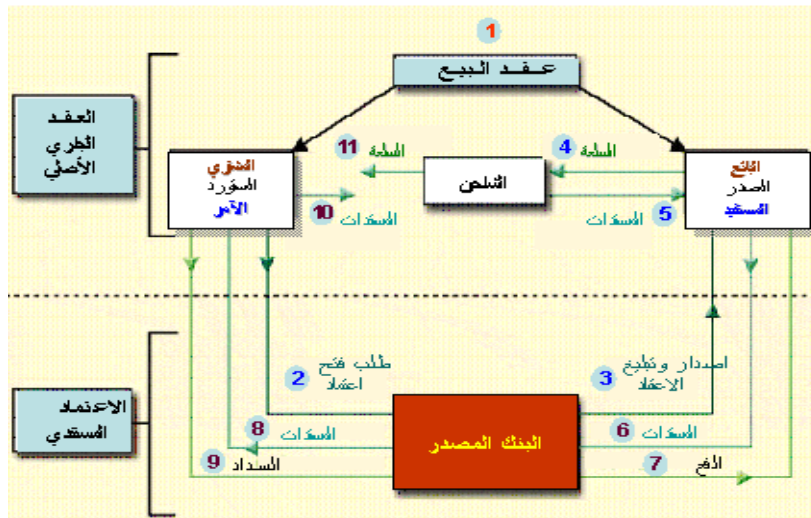 1
عقد البيع
العقد
الجاري
الأصلي
المشتري
المورد
الآمر
11 السلعة
10 المستندات
الشاحن
4 السلعة
5 المستندات
البائع
المصدر
المستفيد
2 طلب فتح
اعتماد
3 اصدار وتبليغ
الاعتماد
الاعتماد
المستندي
البنك المصدر
8 المستندات
9 السداد
6 المستندات
7 الدفع